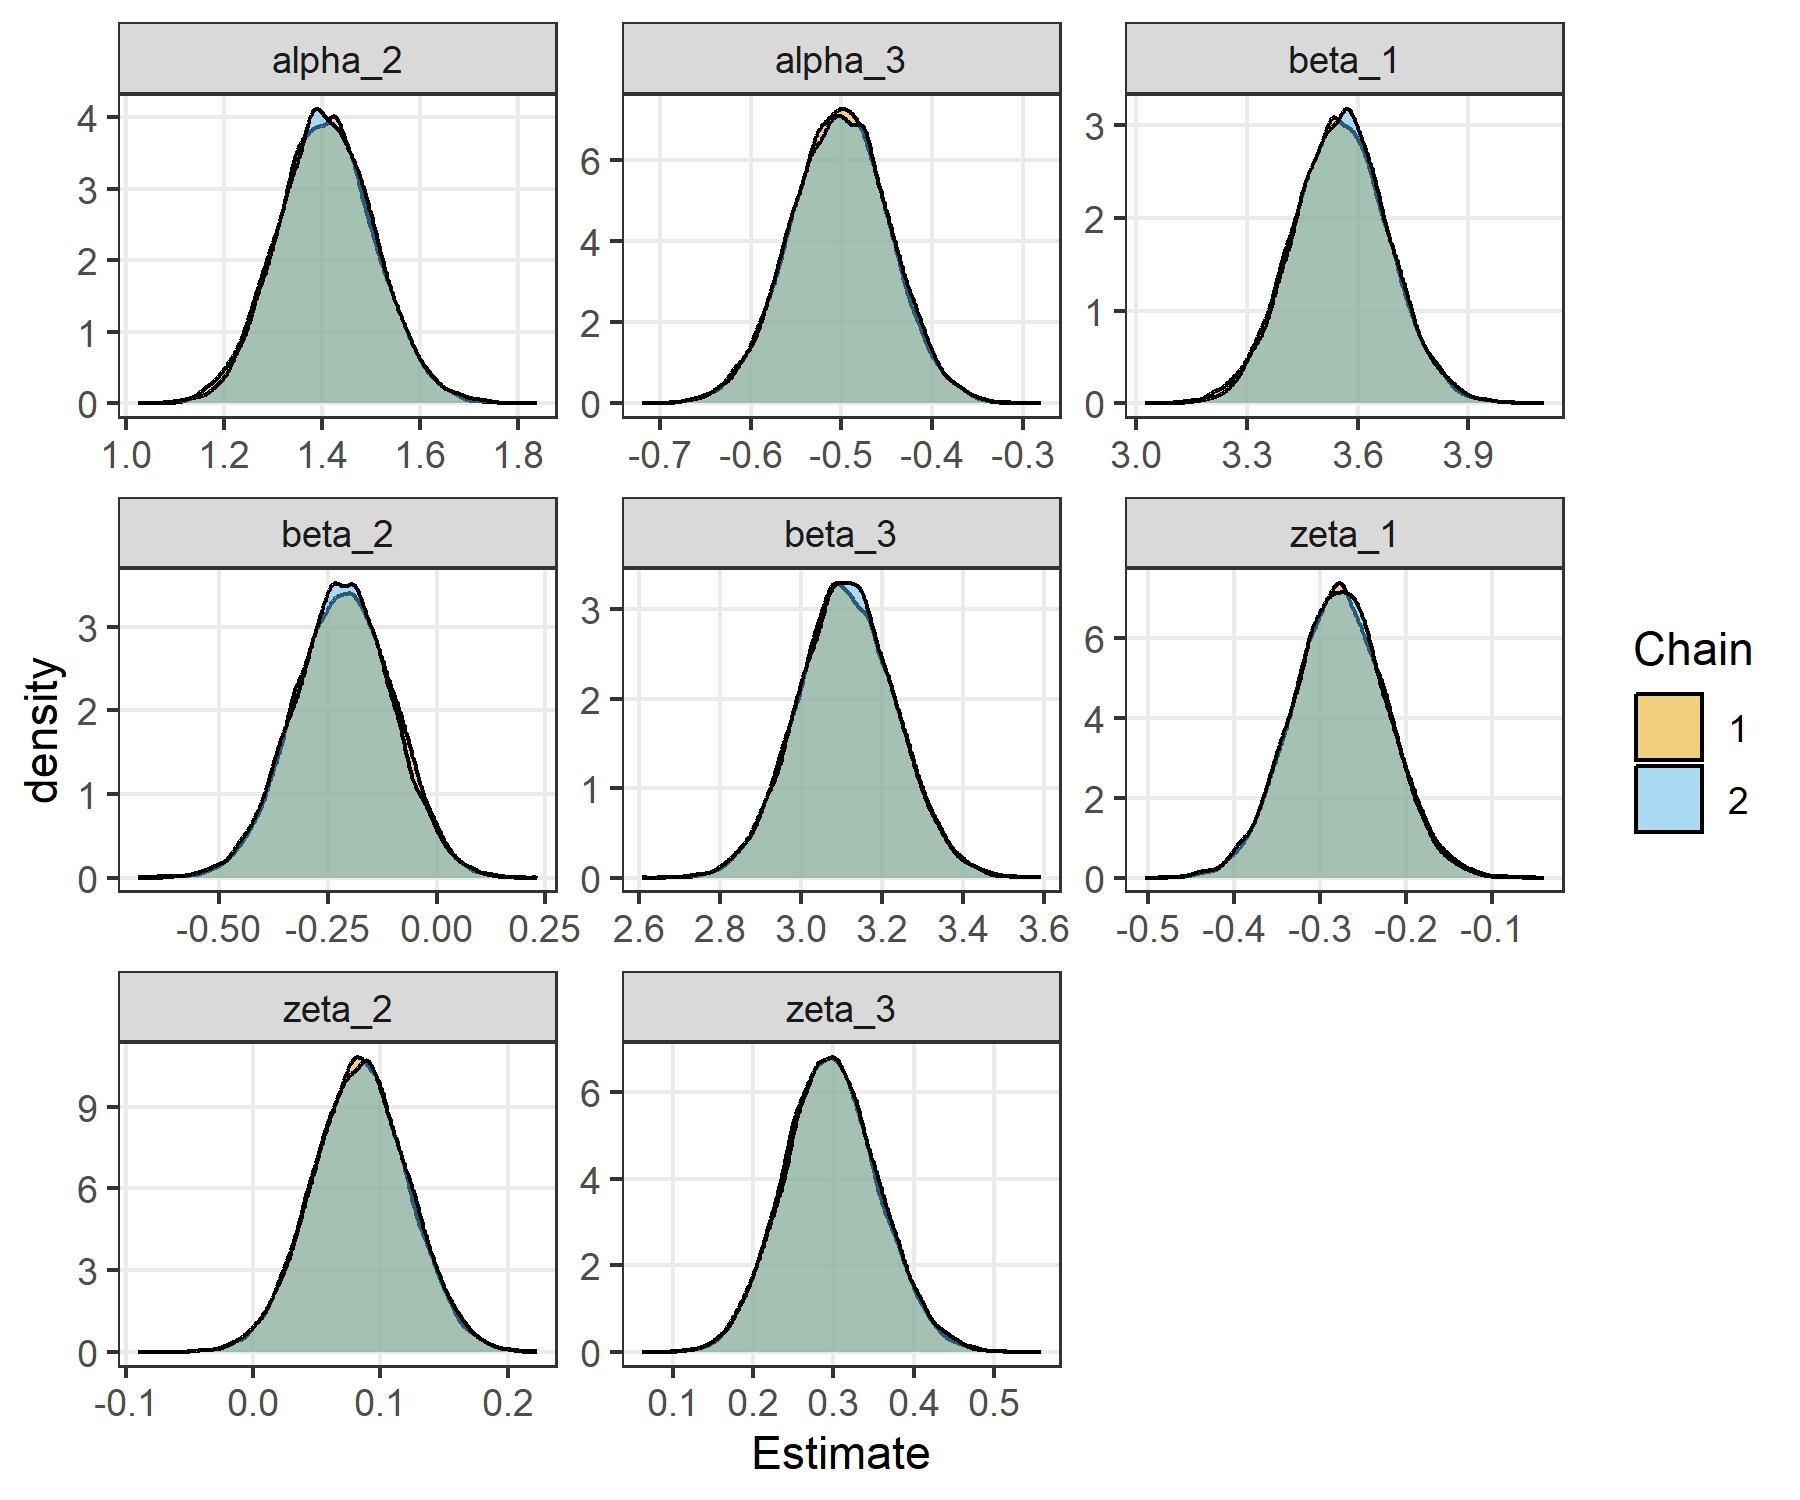 alpha_2 alpha_3 beta_1
4
3
2
1
0
1.0 1.2 1.4 1.6 1.8
6
4
2
0
-0.7 -0.6 -0.5 -0.4 -0.3
3
2
1
0
3.0 3.3 3.6 3.9
beta_2 beta_3 zeta_1
3
2
1
0
-0.50 -0.25 0.00 0.25
3
2
1
0
2.6 2.8 3.0 3.2 3.4 3.6
6
4
2
0
-0.5 -0.4 -0.3 -0.2 -0.1
zeta_2 zeta_3
9
6
3
0
-0.1 0.0 0.1 0.2
6
4
2
0
0.1 0.2 0.3 0.4 0.5
density
Estimate
Chain
1
2